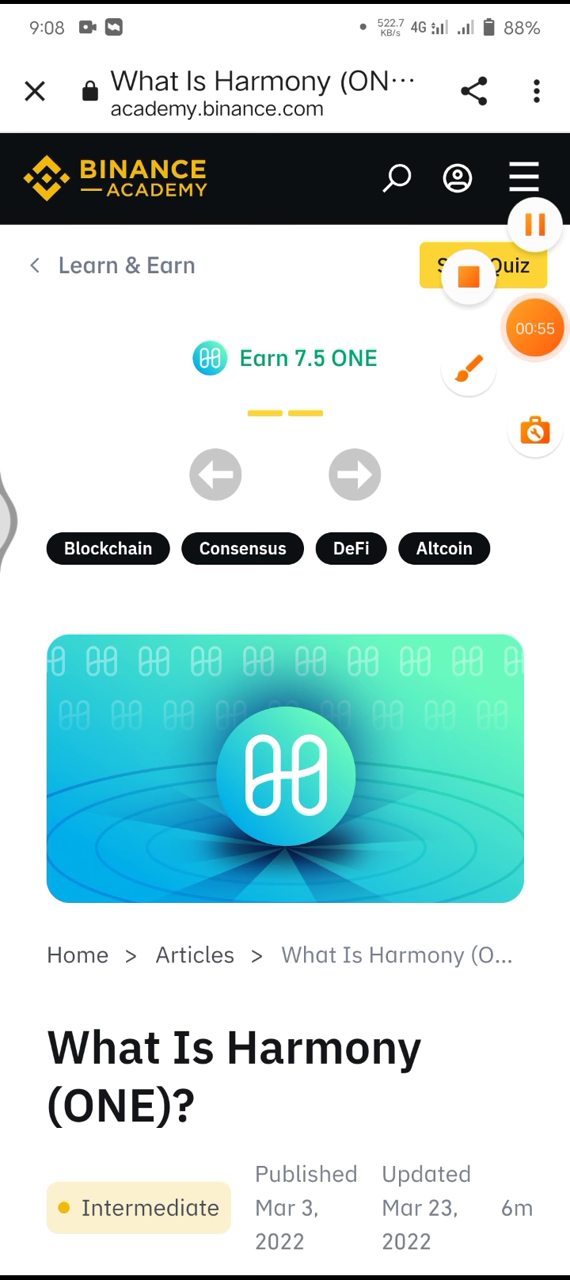 9:08
522.7
KB/s
4G
88%
What Is Harmony (ON···
academy.binance.com
BINANCE
ACADEMY
Learn & Earn
Quiz
00:55
Earn 7.5 ONE
Blockchain
Consensus
DeFi
Altcoin
Home > Articles > What Is Harmony (O...
What Is Harmony
(ONE)?
Intermediate
Published
Mar 3,
2022
Updated
Mar 23,
2022
6m